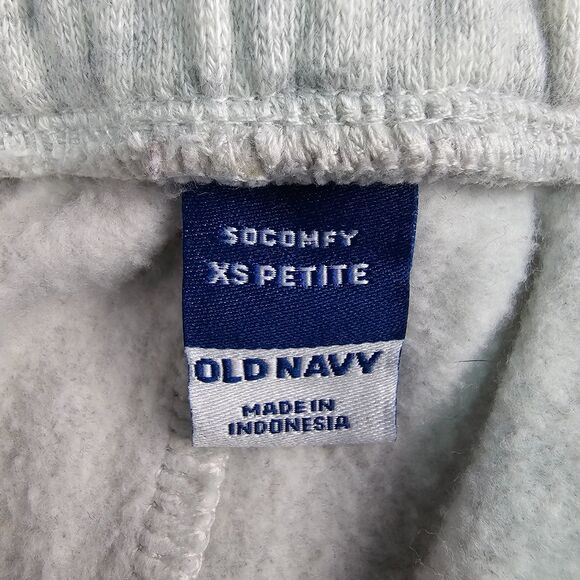 SOCOMFY
XS PETITE
OLD NAVY
MADE IN
INDONESIA